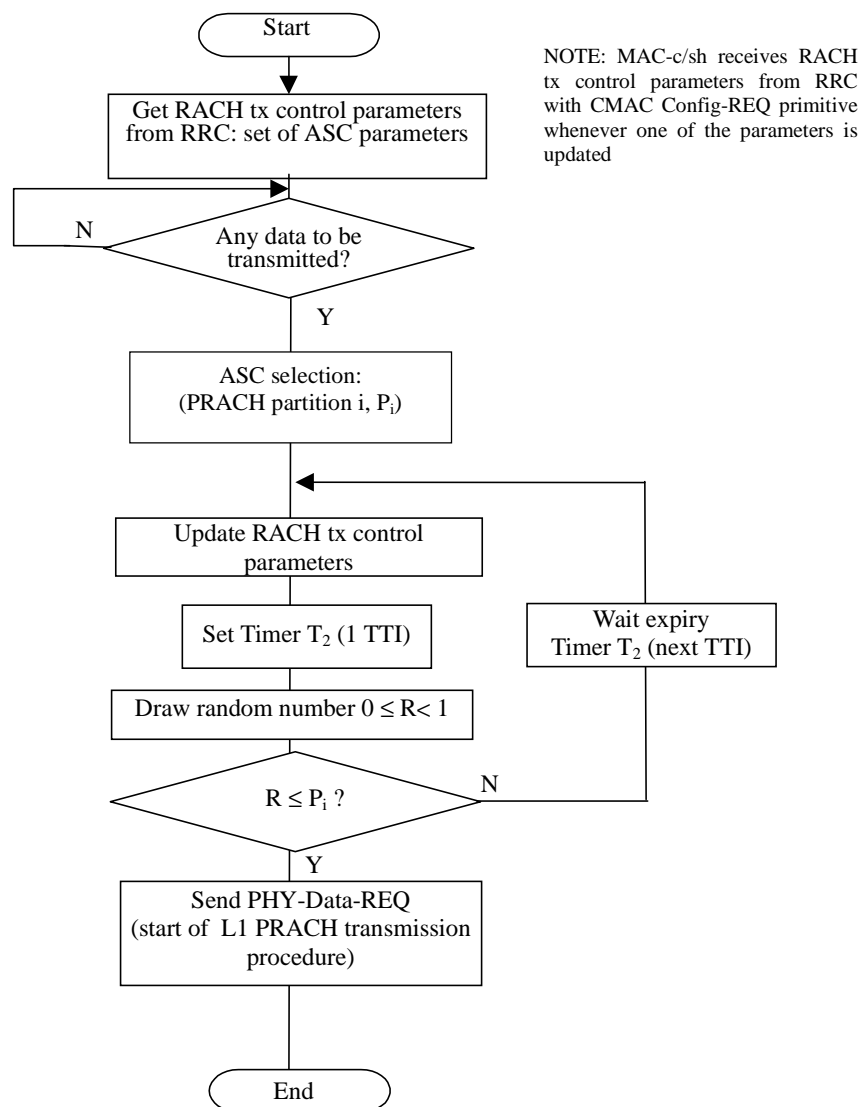 Start
NOTE: MAC-c/sh receives RACH
tx control parameters from RRC
with CMAC Config-REQ primitive
whenever one of the parameters is
updated
Get RACH tx control parameters
from RRC: set of ASC parameters
N
Any data to be
transmitted?
Y
ASC selection:
(PRACH partition i, Pᵢ)
Update RACH tx control
parameters
Set Timer T₂ (1 TTI)
Wait expiry
Timer T₂ (next TTI)
Draw random number 0 ≤ R< 1
N
R ≤ Pᵢ ?
Y
Send PHY-Data-REQ
(start of L1 PRACH transmission
procedure)
End